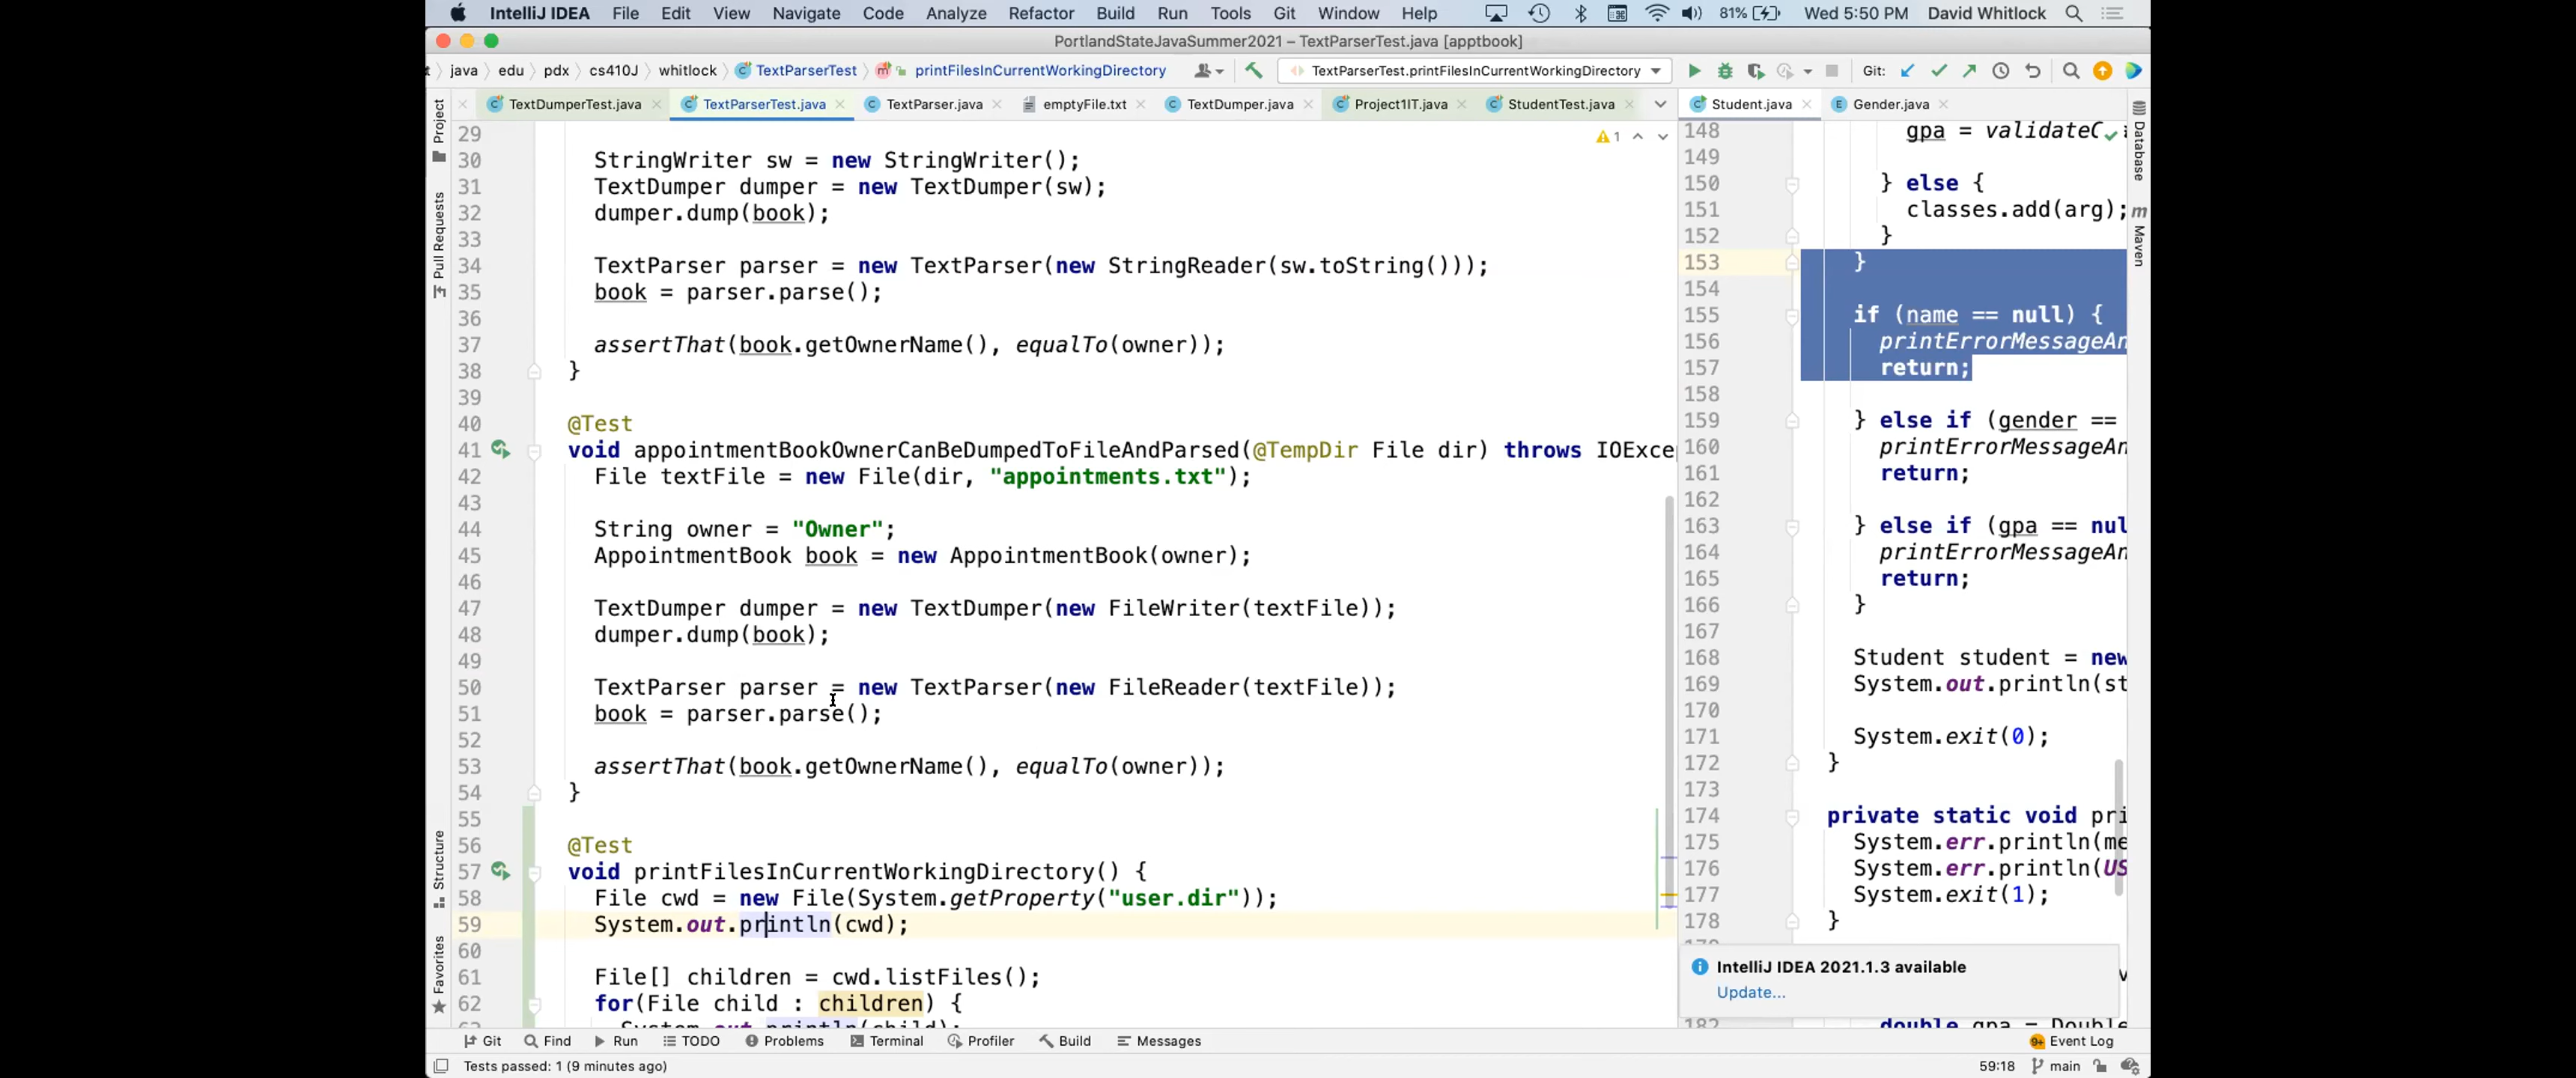 IntelliJ IDEA File Edit View Navigate Code Analyze Refactor Build Run Tools Git Window Help 81% Wed 5:50 PM David Whitlock
PortlandStateJavaSummer2021 – TextParserTest.java [apptbook]
java edu pdx cs410J whitlock TextParserTest printFilesInCurrentWorkingDirectory TextParserTest.printFilesInCurrentWorkingDirectory Git:
TextDumperTest.java TextParserTest.java TextParser.java emptyFile.txt TextDumper.java Project1IT.java StudentTest.java Student.java Gender.java
Project
Pull Requests
Structure
Favorites
1
29
30 StringWriter sw = new StringWriter();
31 TextDumper dumper = new TextDumper(sw);
32 dumper.dump(book);
33
34 TextParser parser = new TextParser(new StringReader(sw.toString()));
35 book = parser.parse();
36
37 assertThat(book.getOwnerName(), equalTo(owner));
38 }
39
40 @Test
41 void appointmentBookOwnerCanBeDumpedToFileAndParsed(@TempDir File dir) throws IOExce
42 File textFile = new File(dir, "appointments.txt");
43
44 String owner = "Owner";
45 AppointmentBook book = new AppointmentBook(owner);
46
47 TextDumper dumper = new TextDumper(new FileWriter(textFile));
48 dumper.dump(book);
49
50 TextParser parser = new TextParser(new FileReader(textFile));
51 book = parser.parse();
52
53 assertThat(book.getOwnerName(), equalTo(owner));
54 }
55
56 @Test
57 void printFilesInCurrentWorkingDirectory() {
58 File cwd = new File(System.getProperty("user.dir"));
59 System.out.println(cwd);
60
61 File[] children = cwd.listFiles();
62 for(File child : children) {
System.out.println(child);
148 gpa = validateC
149
150 } else {
151 classes.add(arg);
152 }
153 }
154
155 if (name == null) {
156 printErrorMessageAn
157 return;
158
159 } else if (gender ==
160 printErrorMessageAn
161 return;
162
163 } else if (gpa == nul
164 printErrorMessageAn
165 return;
166 }
167
168 Student student = new
169 System.out.println(st
170
171 System.exit(0);
172 }
173
174 private static void pri
175 System.err.println(me
176 System.err.println(US
177 System.exit(1);
178 }
182 double gpa = Double
Database
Maven
IntelliJ IDEA 2021.1.3 available
Update...
Git Find Run TODO Problems Terminal Profiler Build Messages 9+ Event Log
Tests passed: 1 (9 minutes ago) 59:18 main